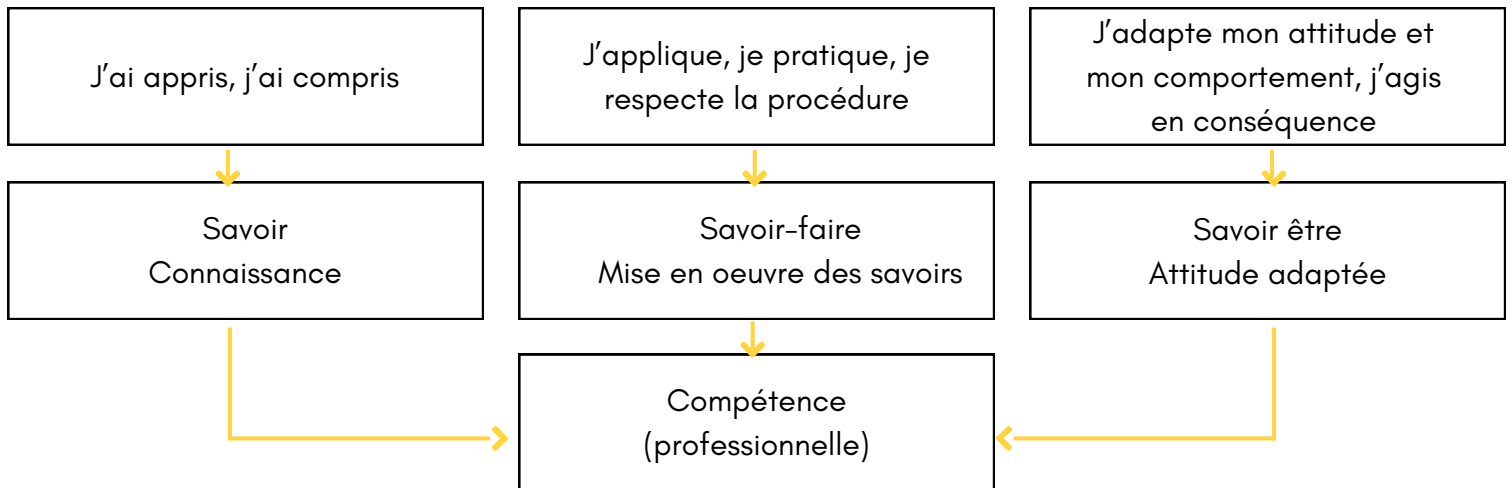 J’ai appris, j’ai compris
J’applique, je pratique, je
respecte la procédure
J’adapte mon attitude et
mon comportement, j’agis
en conséquence
Savoir
Connaissance
Savoir-faire
Mise en oeuvre des savoirs
Savoir être
Attitude adaptée
Compétence
(professionnelle)